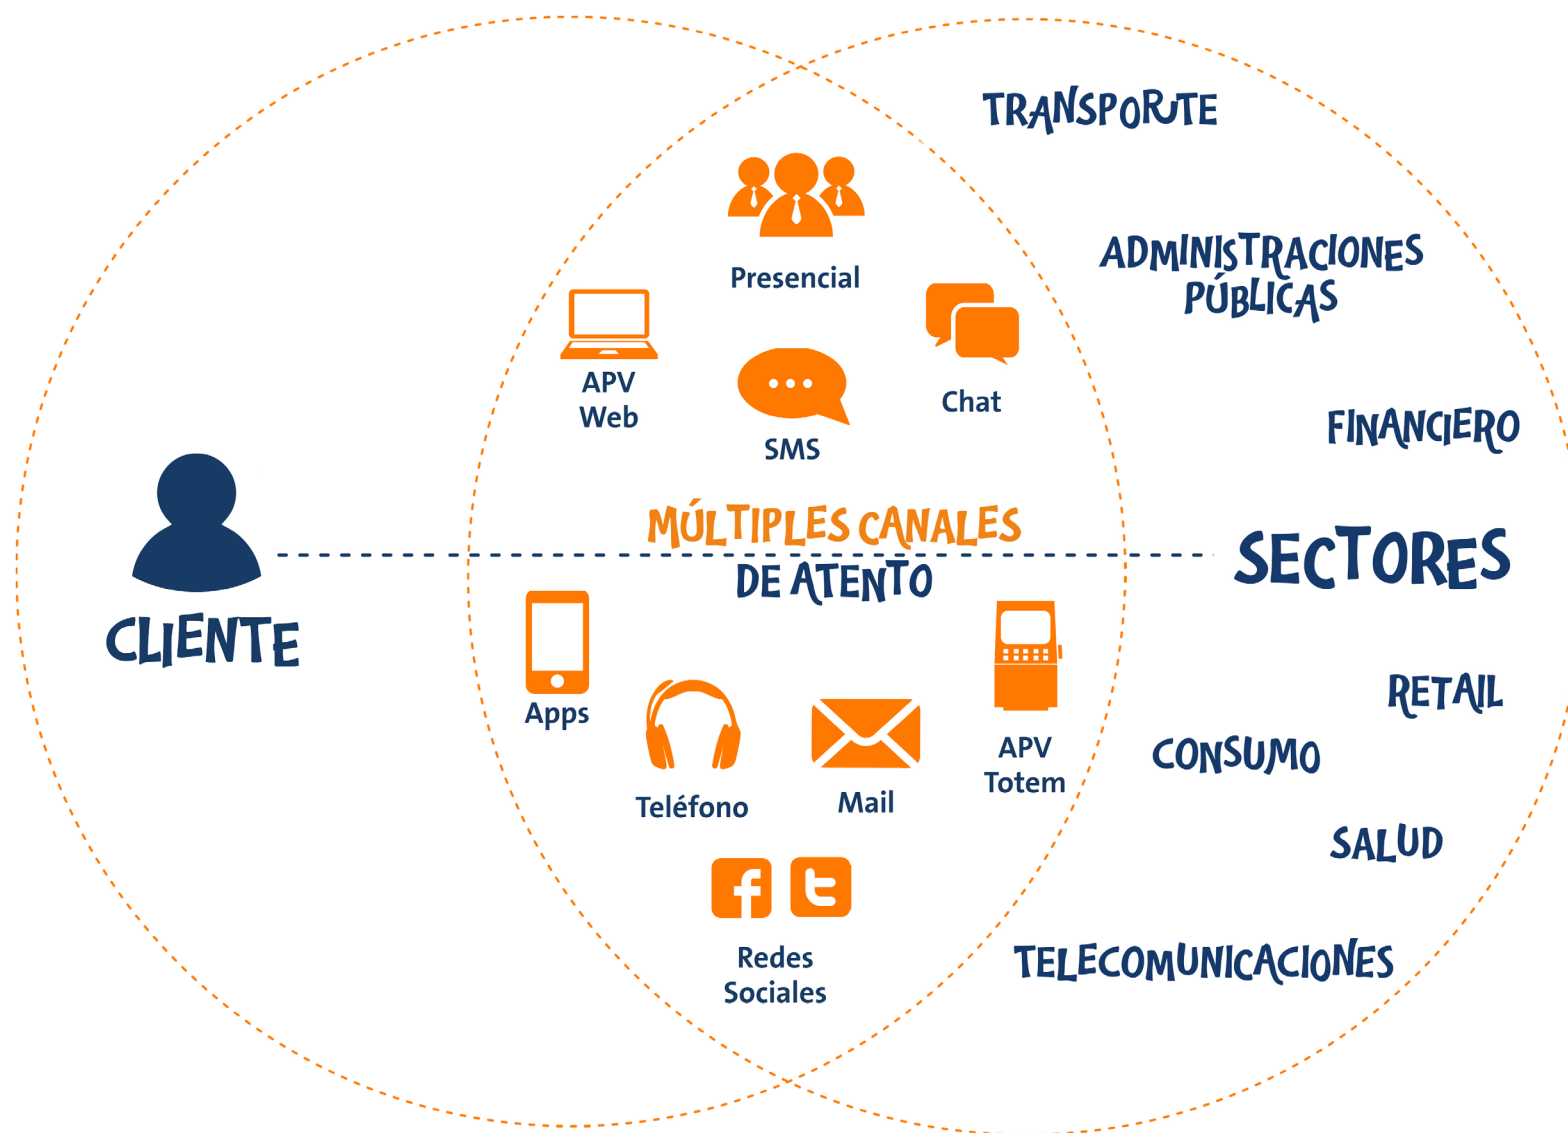 TRANSPORTE
ADMINISTRACIONES
PÚBLICAS
Presencial
APV
Web
SMS
Chat
FINANCIERO
MÚLTIPLES CANALES
DE ATENTO
CLIENTE
SECTORES
Apps
Teléfono
Mail
APV
Totem
RETAIL
CONSUMO
SALUD
Redes
Sociales
TELECOMUNICACIONES